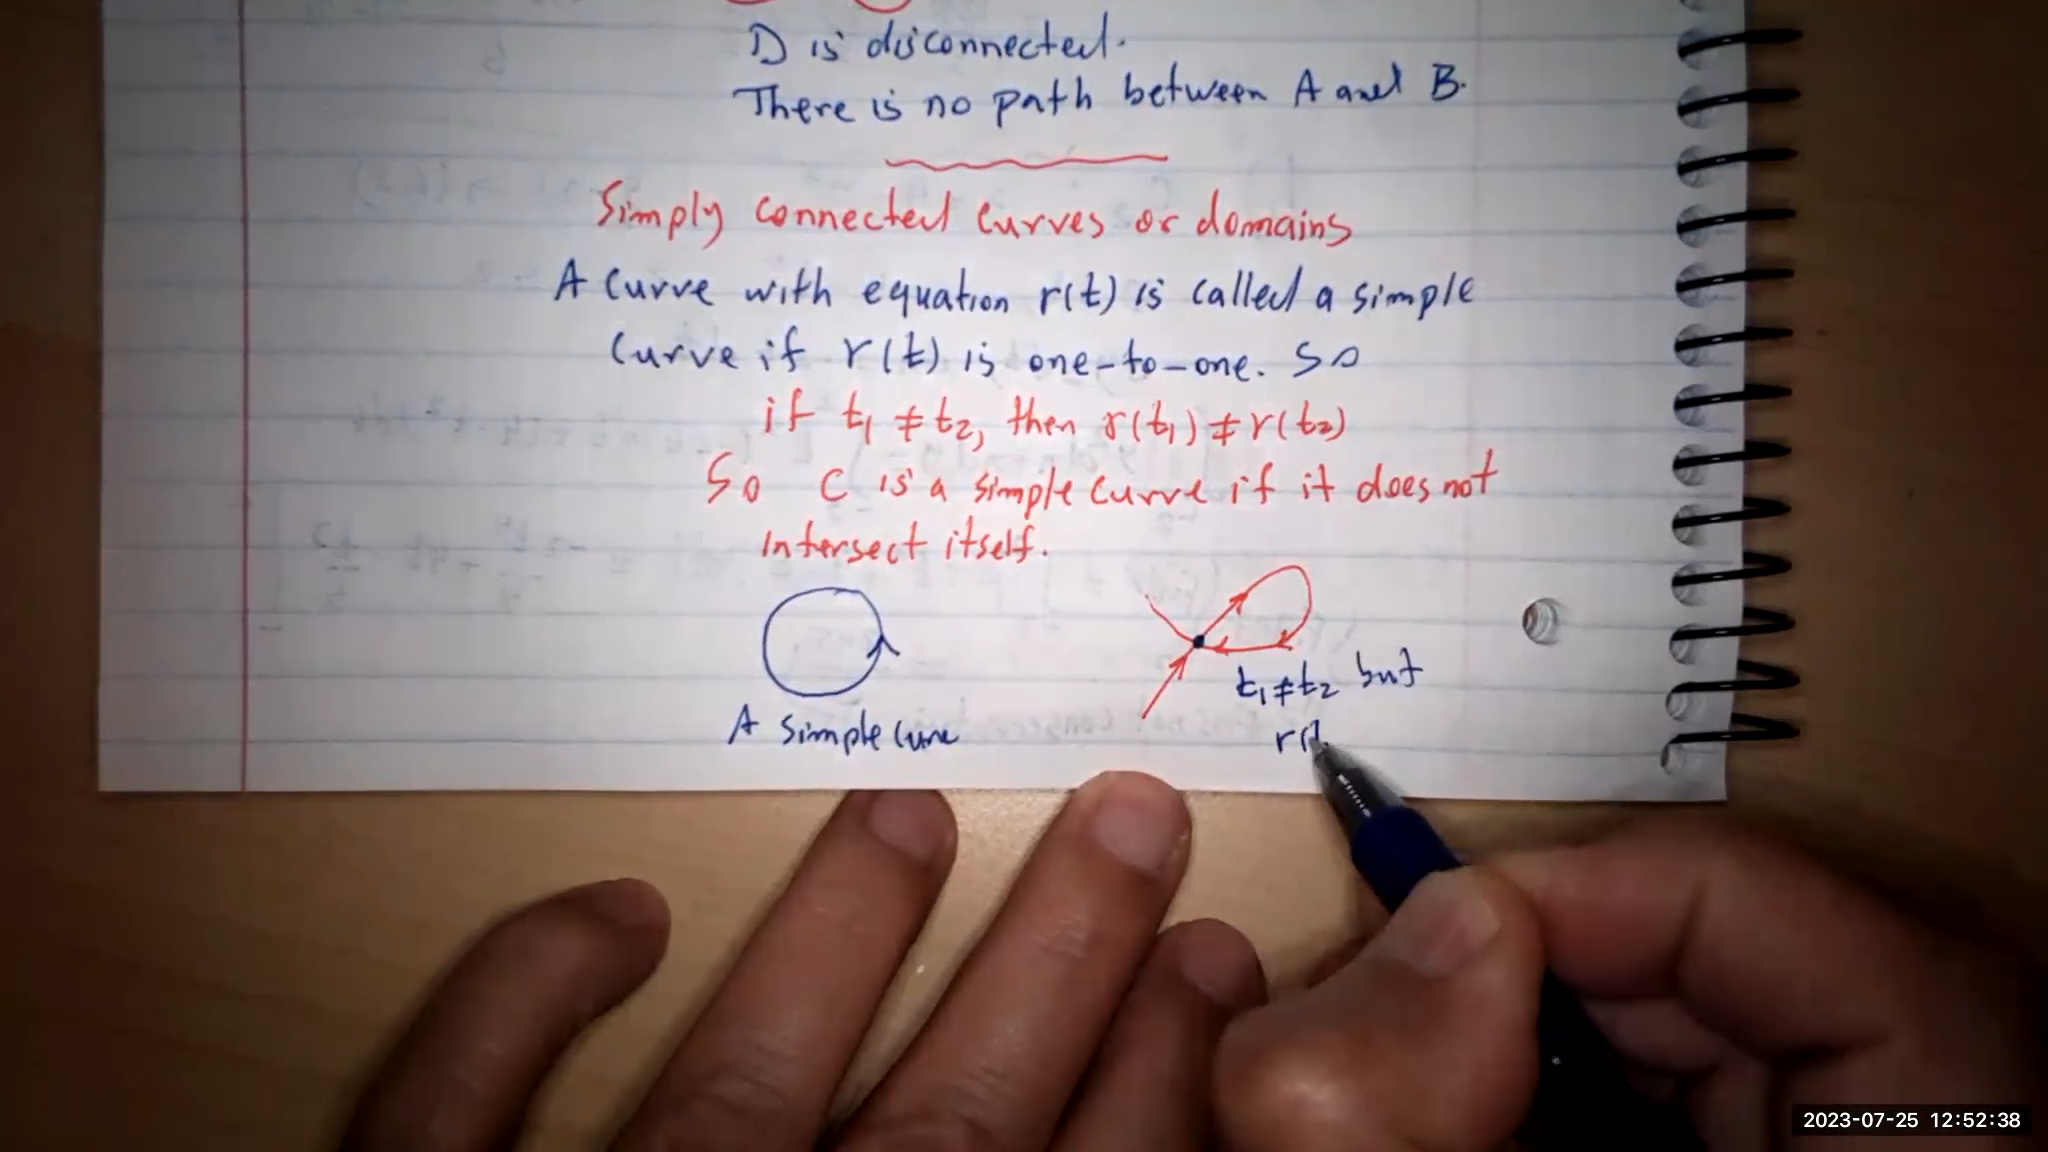 D is disconnected.
There is no path between A and B.
Simply connected curves or domains
A curve with equation r(t) is called a simple
curve if r(t) is one-to-one. So
if t₁ ≠ t₂, then r(t₁) ≠ r(t₂)
So C is a simple curve if it does not
intersect itself.
t₁ ≠ t₂ but
A simple curve
r(t
2023-07-25 12:52:38